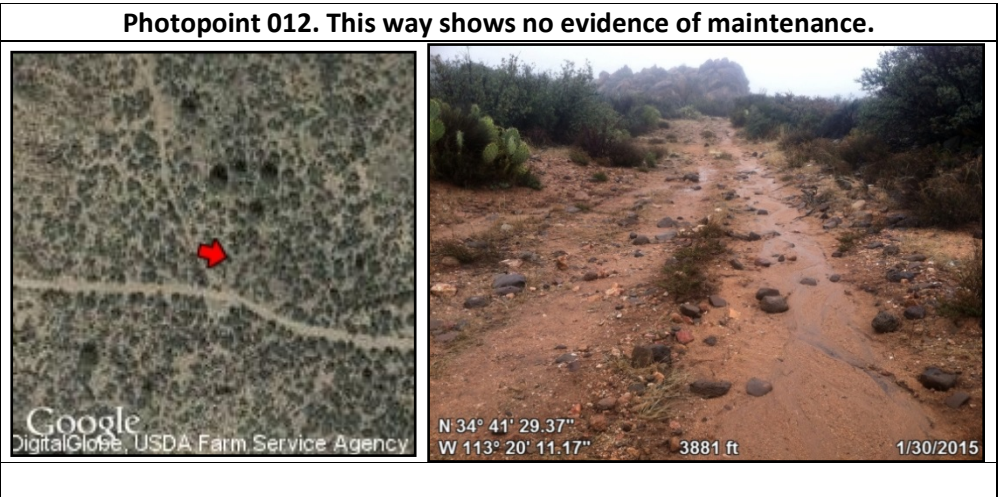 Photopoint 012. This way shows no evidence of maintenance.
Google
DigitalGlobe, USDA Farm Service Agency
N 34° 41' 29.37"
W 113° 20' 11.17" 3881 ft 1/30/2015